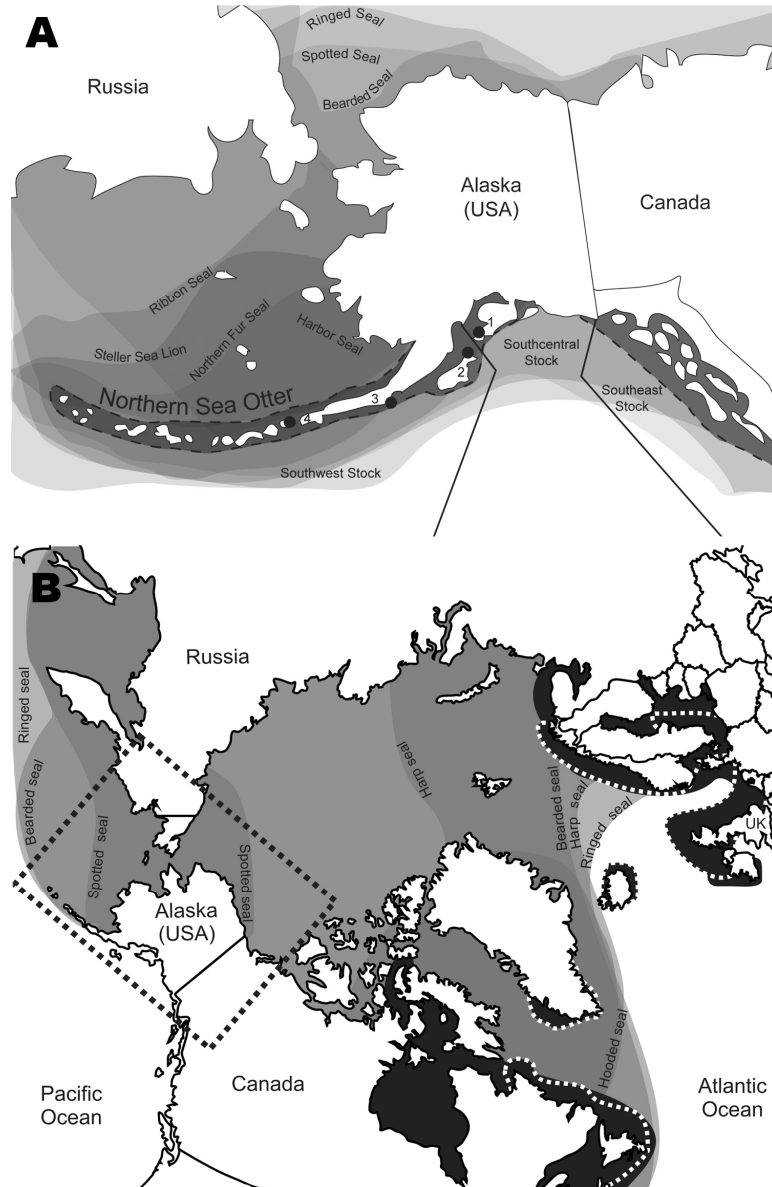 A
Ringed Seal
Spotted Seal
Bearded Seal
Russia
Alaska
(USA)
Canada
Ribbon Seal
Steller Sea Lion
Northern Fur Seal
Harbor Seal
1
2
3
4
Northern Sea Otter
Southcentral
Stock
Southeast
Stock
Southwest Stock
B
Russia
Ringed seal
Bearded seal
Spotted seal
Spotted seal
Harp seal
Bearded seal
Harp seal
Ringed seal
UK
Alaska
(USA)
Hooded seal
Canada
Pacific
Ocean
Atlantic
Ocean